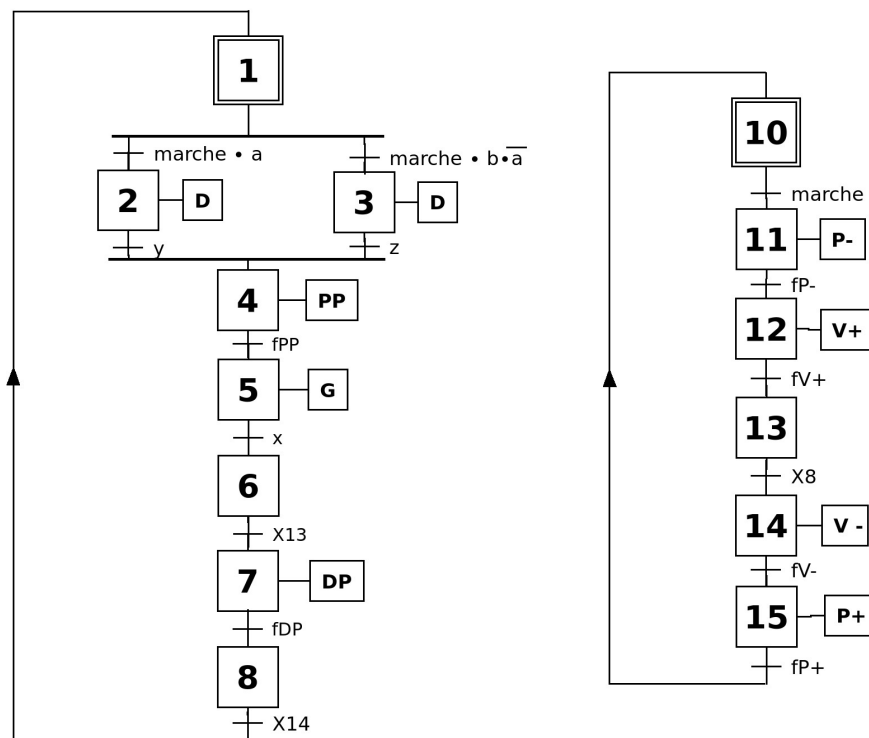 1
marche • a
marche • b•a̅
2 D
3 D
y
z
4 PP
fPP
5 G
x
6
X13
7 DP
fDP
8
X14
10
marche
11 P-
fP-
12 V+
fV+
13
X8
14 V -
fV-
15 P+
fP+